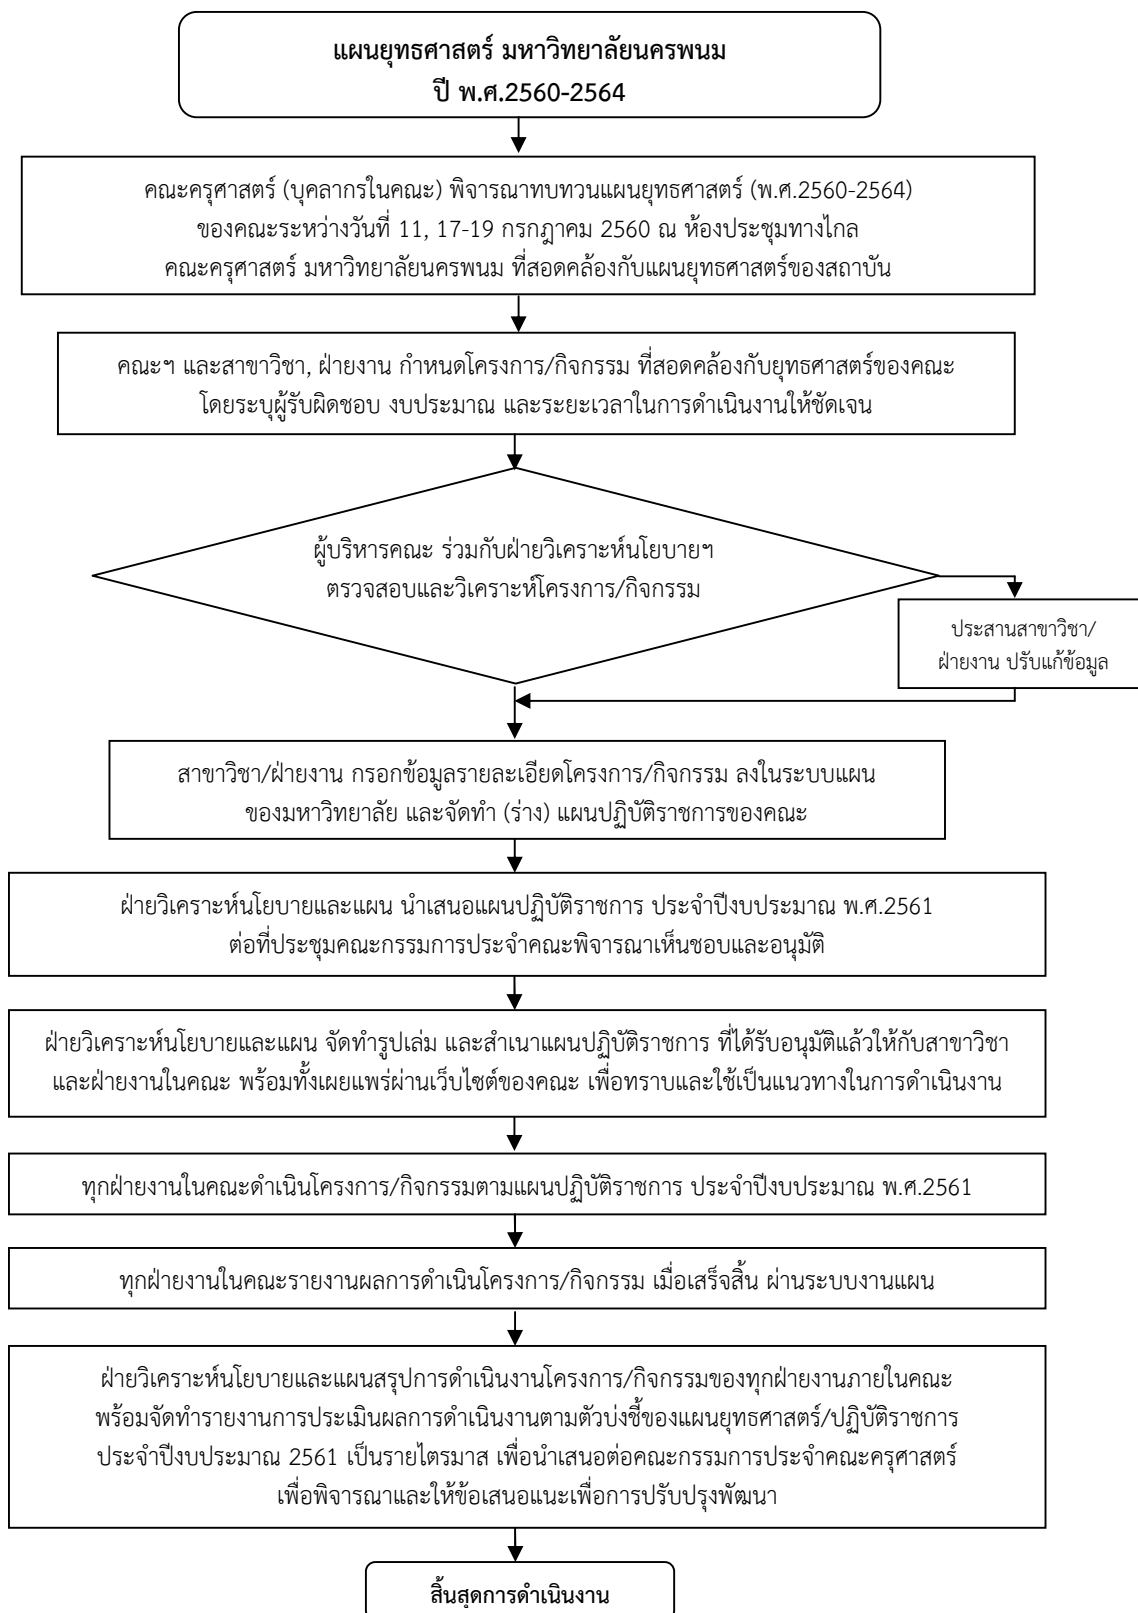 แผนยุทธศาสตร์ มหาวิทยาลัยนครพนม
ปี พ.ศ.2560-2564
คณะครุศาสตร์ (บุคลากรในคณะ) พิจารณาทบทวนแผนยุทธศาสตร์ (พ.ศ.2560-2564)
ของคณะระหว่างวันที่ 11, 17-19 กรกฎาคม 2560 ณ ห้องประชุมทางไกล
คณะครุศาสตร์ มหาวิทยาลัยนครพนม ที่สอดคล้องกับแผนยุทธศาสตร์ของสถาบัน
คณะฯ และสาขาวิชา, ฝ่ายงาน กำหนดโครงการ/กิจกรรม ที่สอดคล้องกับยุทธศาสตร์ของคณะ
โดยระบุผู้รับผิดชอบ งบประมาณ และระยะเวลาในการดำเนินงานให้ชัดเจน
ผู้บริหารคณะ ร่วมกับฝ่ายวิเคราะห์นโยบายฯ
ตรวจสอบและวิเคราะห์โครงการ/กิจกรรม
ประสานสาขาวิชา/
ฝ่ายงาน ปรับแก้ข้อมูล
สาขาวิชา/ฝ่ายงาน กรอกข้อมูลรายละเอียดโครงการ/กิจกรรม ลงในระบบแผน
ของมหาวิทยาลัย และจัดทำ (ร่าง) แผนปฏิบัติราชการของคณะ
ฝ่ายวิเคราะห์นโยบายและแผน นำเสนอแผนปฏิบัติราชการ ประจำปีงบประมาณ พ.ศ.2561
ต่อที่ประชุมคณะกรรมการประจำคณะพิจารณาเห็นชอบและอนุมัติ
ฝ่ายวิเคราะห์นโยบายและแผน จัดทำรูปเล่ม และสำเนาแผนปฏิบัติราชการ ที่ได้รับอนุมัติแล้วให้กับสาขาวิชา
และฝ่ายงานในคณะ พร้อมทั้งเผยแพร่ผ่านเว็บไซต์ของคณะ เพื่อทราบและใช้เป็นแนวทางในการดำเนินงาน
ทุกฝ่ายงานในคณะดำเนินโครงการ/กิจกรรมตามแผนปฏิบัติราชการ ประจำปีงบประมาณ พ.ศ.2561
ทุกฝ่ายงานในคณะรายงานผลการดำเนินโครงการ/กิจกรรม เมื่อเสร็จสิ้น ผ่านระบบงานแผน
ฝ่ายวิเคราะห์นโยบายและแผนสรุปการดำเนินงานโครงการ/กิจกรรมของทุกฝ่ายงานภายในคณะ
พร้อมจัดทำรายงานการประเมินผลการดำเนินงานตามตัวบ่งชี้ของแผนยุทธศาสตร์/ปฏิบัติราชการ
ประจำปีงบประมาณ 2561 เป็นรายไตรมาส เพื่อนำเสนอต่อคณะกรรมการประจำคณะครุศาสตร์
เพื่อพิจารณาและให้ข้อเสนอแนะเพื่อการปรับปรุงพัฒนา
สิ้นสุดการดำเนินงาน